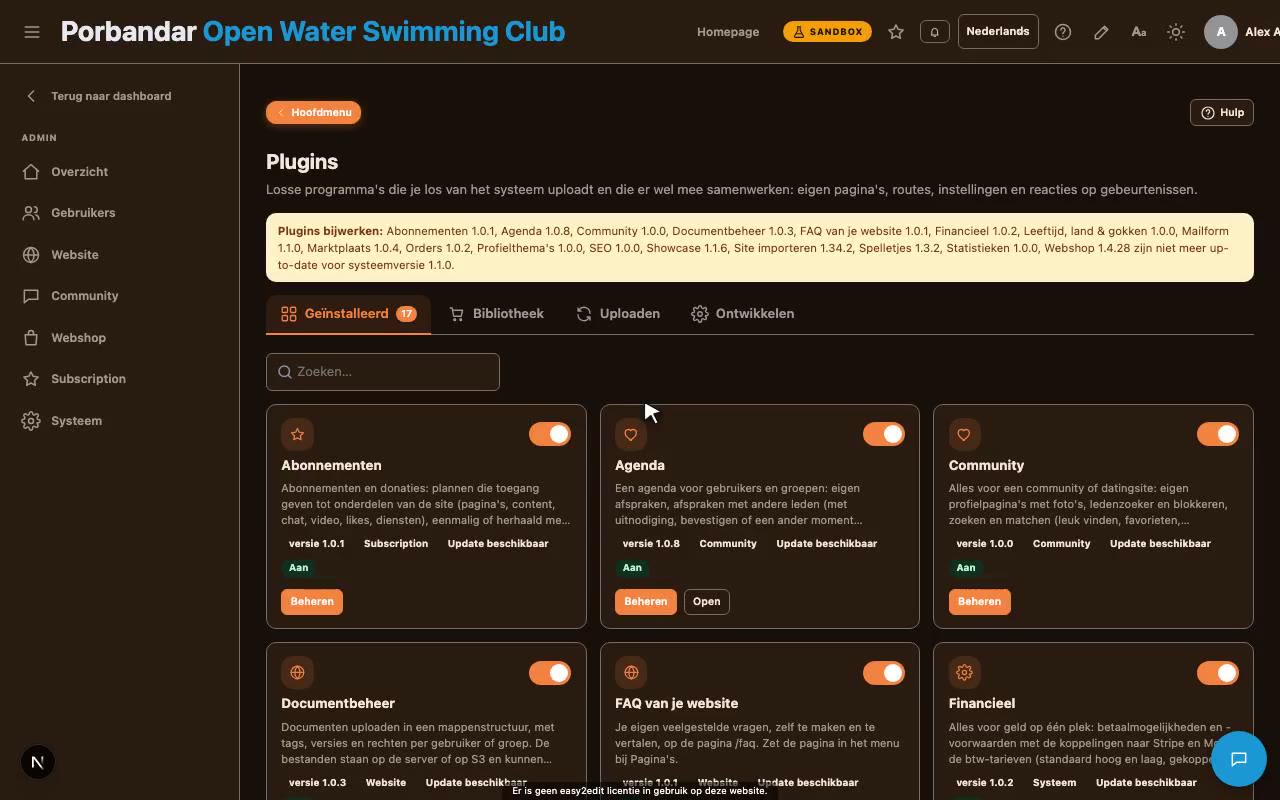 Porbandar Open Water Swimming Club
Homepage
SANDBOX
Nederlands
Aa
A
Alex A
Terug naar dashboard
ADMIN
Overzicht
Gebruikers
Website
Community
Webshop
Subscription
Systeem
Hoofdmenu
Hulp
Plugins
Losse programma's die je los van het systeem uploadt en die er wel mee samenwerken: eigen pagina's, routes, instellingen en reacties op gebeurtenissen.
Plugins bijwerken: Abonnementen 1.0.1, Agenda 1.0.8, Community 1.0.0, Documentbeheer 1.0.3, FAQ van je website 1.0.1, Financieel 1.0.2, Leeftijd, land & gokken 1.0.0, Mailform
1.1.0, Marktplaats 1.0.4, Orders 1.0.2, Profielthema's 1.0.0, SEO 1.0.0, Showcase 1.1.6, Site importeren 1.34.2, Spelletjes 1.3.2, Statistieken 1.0.0, Webshop 1.4.28 zijn niet meer up-
to-date voor systeemversie 1.1.0.
Geïnstalleerd 17
Bibliotheek
Uploaden
Ontwikkelen
Zoeken...
Abonnementen
Abonnementen en donaties: plannen die toegang
geven tot onderdelen van de site (pagina's, content,
chat, video, likes, diensten), eenmalig of herhaald me...
versie 1.0.1 Subscription Update beschikbaar
Aan
Beheren
Agenda
Een agenda voor gebruikers en groepen: eigen
afspraken, afspraken met andere leden (met
uitnodiging, bevestigen of een ander moment...
versie 1.0.8 Community Update beschikbaar
Aan
Beheren Open
Community
Alles voor een community of datingsite: eigen
profielpagina's met foto's, ledenzoeker en blokkeren,
zoeken en matchen (leuk vinden, favorieten,...
versie 1.0.0 Community Update beschikbaar
Aan
Beheren
Documentbeheer
Documenten uploaden in een mappenstructuur, met
tags, versies en rechten per gebruiker of groep. De
bestanden staan op de server of op S3 en kunnen...
versie 1.0.3 Website Update beschikbaar
FAQ van je website
Je eigen veelgestelde vragen, zelf te maken en te
vertalen, op de pagina /faq. Zet de pagina in het menu
bij Pagina's.
versie 1.0.1 Website Update beschikbaar
Financieel
Alles voor geld op één plek: betaalmogelijkheden en -
voorwaarden met de koppelingen naar Stripe en
de btw-tarieven (standaard hoog en laag,
versie 1.0.2 Systeem Update beschikbaar
N
Er is geen easy2edit licentie in gebruik op deze website.